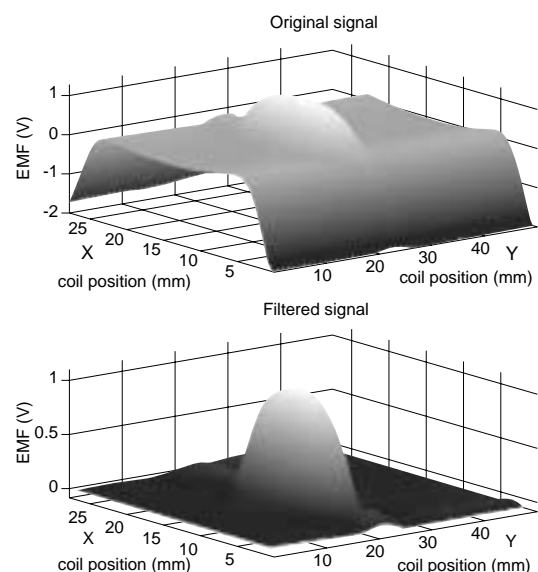 Original signal
EMF (V)
1
0
-1
-2
25
20
15
10
5
X
coil position (mm)
10
20
30
40
Y
coil position (mm)
Filtered signal
EMF (V)
1
0.5
0
25
20
15
10
5
X
coil position (mm)
10
20
30
40
Y
coil position (mm)